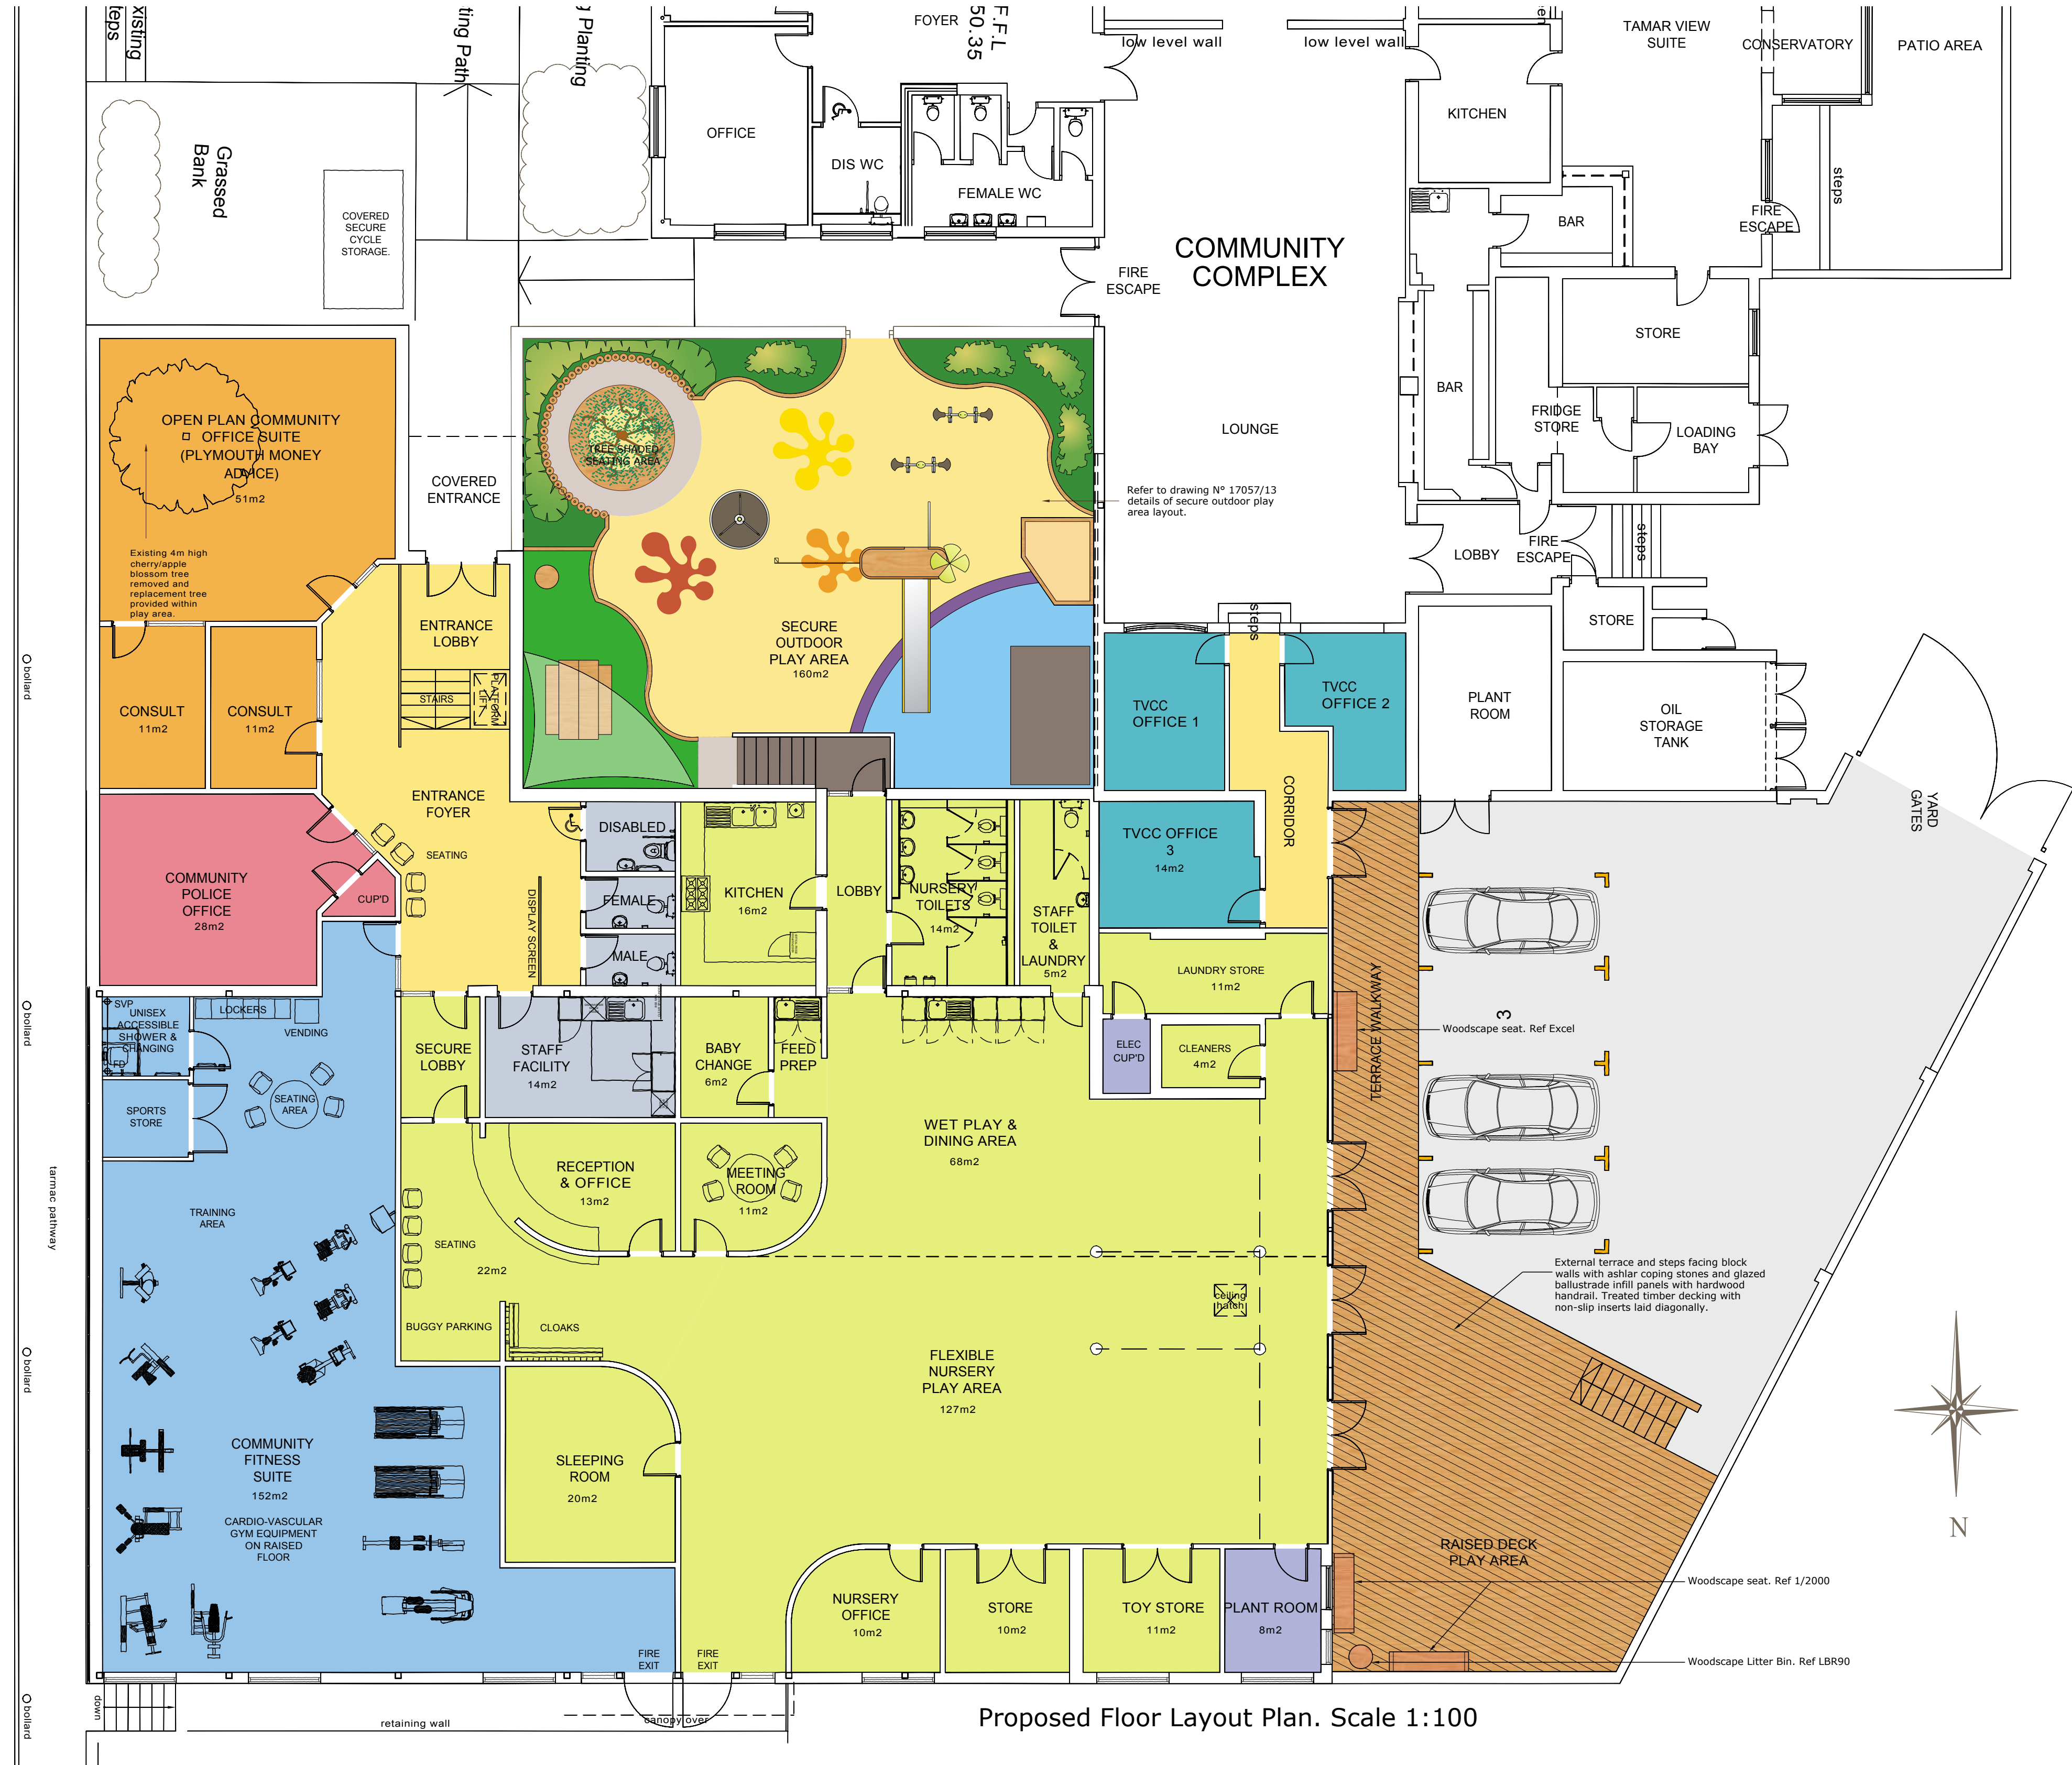 existing
steps
ting Path
g Planting
FOYER
F.F.L
50.35
low level wall
low level wall
TAMAR VIEW
SUITE
CONSERVATORY
PATIO AREA
Grassed
Bank
COVERED
SECURE
CYCLE
STORAGE.
OFFICE
DIS WC
FEMALE WC
KITCHEN
BAR
steps
FIRE
ESCAPE
COMMUNITY
COMPLEX
FIRE
ESCAPE
STORE
BAR
FRIDGE
STORE
LOADING
BAY
LOUNGE
OPEN PLAN COMMUNITY
OFFICE SUITE
(PLYMOUTH MONEY
ADVICE)
51m2
COVERED
ENTRANCE
TREE SHADED
SEATING AREA
Refer to drawing N° 17057/13
details of secure outdoor play
area layout.
LOBBY
FIRE
ESCAPE
steps
Existing 4m high
cherry/apple
blossom tree
removed and
replacement tree
provided within
play area.
ENTRANCE
LOBBY
SECURE
OUTDOOR
PLAY AREA
160m2
steps
STORE
bollard
CONSULT
11m2
CONSULT
11m2
STAIRS
PLATFORM
LIFT
TVCC
OFFICE 1
TVCC
OFFICE 2
PLANT
ROOM
OIL
STORAGE
TANK
ENTRANCE
FOYER
SEATING
CORRIDOR
YARD
GATES
COMMUNITY
POLICE
OFFICE
28m2
CUP'D
DISPLAY SCREEN
DISABLED
FEMALE
MALE
KITCHEN
16m2
LOBBY
NURSERY
TOILETS
14m2
STAFF
TOILET
&
LAUNDRY
5m2
TVCC OFFICE
3
14m2
LAUNDRY STORE
11m2
TERRACE WALKWAY
3
Woodscape seat. Ref Excel
bollard
SVP
UNISEX
ACCESSIBLE
SHOWER &
CHANGING
FD
LOCKERS
VENDING
SECURE
LOBBY
STAFF
FACILITY
14m2
BABY
CHANGE
6m2
FEED
PREP
ELEC
CUP'D
CLEANERS
4m2
SPORTS
STORE
SEATING
AREA
WET PLAY &
DINING AREA
68m2
tarmac pathway
TRAINING
AREA
RECEPTION
& OFFICE
13m2
MEETING
ROOM
11m2
SEATING
22m2
BUGGY PARKING
CLOAKS
ceiling
hatch
External terrace and steps facing block
walls with ashlar coping stones and glazed
ballustrade infill panels with hardwood
handrail. Treated timber decking with
non-slip inserts laid diagonally.
bollard
FLEXIBLE
NURSERY
PLAY AREA
127m2
COMMUNITY
FITNESS
SUITE
152m2
CARDIO-VASCULAR
GYM EQUIPMENT
ON RAISED
FLOOR
SLEEPING
ROOM
20m2
N
RAISED DECK
PLAY AREA
Woodscape seat. Ref 1/2000
NURSERY
OFFICE
10m2
STORE
10m2
TOY STORE
11m2
PLANT ROOM
8m2
FIRE
EXIT
FIRE
EXIT
Woodscape Litter Bin. Ref LBR90
bollard
down
retaining wall
canopy over
Proposed Floor Layout Plan. Scale 1:100
BAR